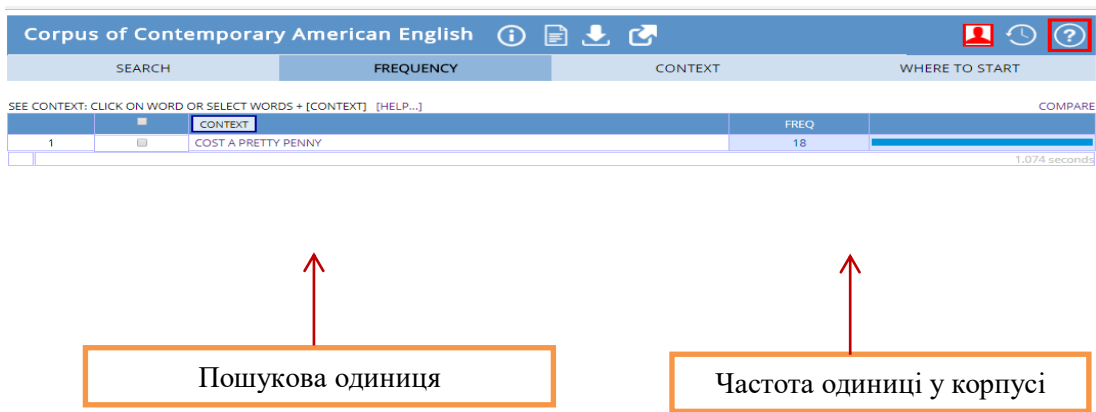 Corpus of Contemporary American English
SEARCH FREQUENCY CONTEXT WHERE TO START
SEE CONTEXT: CLICK ON WORD OR SELECT WORDS + [CONTEXT] [HELP...] COMPARE
CONTEXT FREQ
1 COST A PRETTY PENNY 18
1.074 seconds
Пошукова одиниця Частота одиниці у корпусі